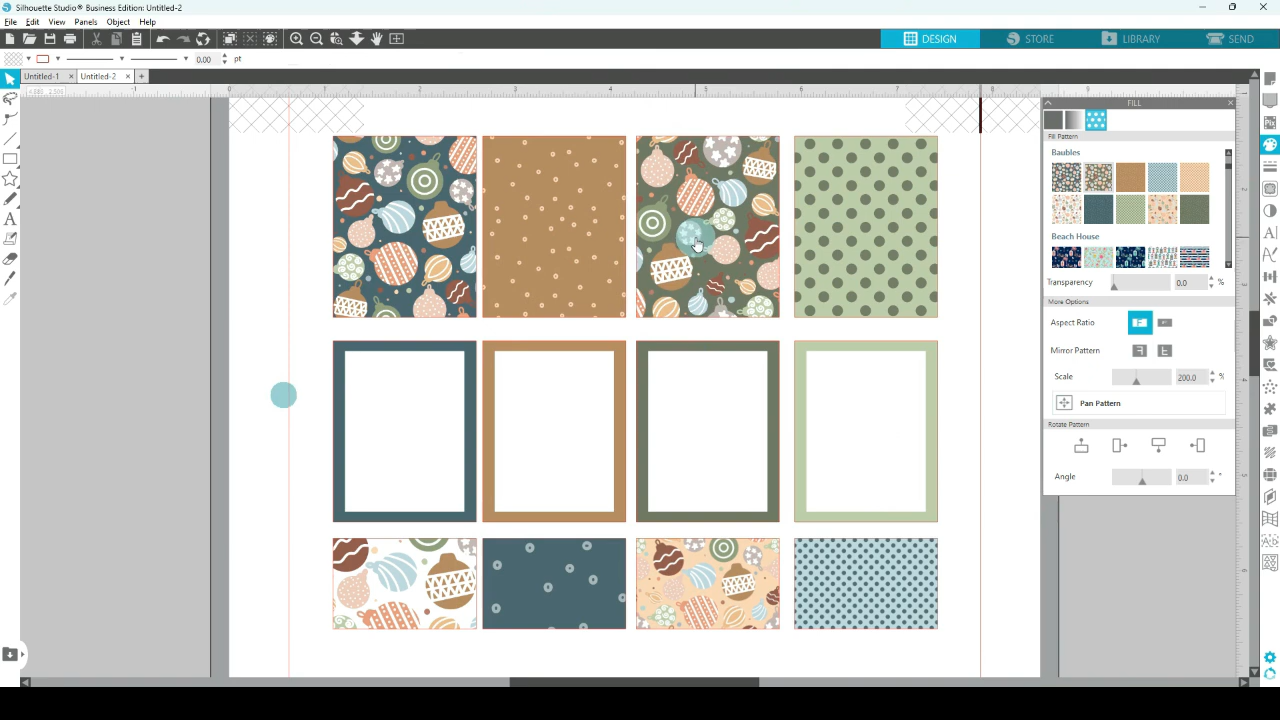 Silhouette Studio® Business Edition: Untitled-2
File Edit View Panels Object Help
DESIGN STORE LIBRARY SEND
0.00 pt
Untitled-1 × Untitled-2 × +
FILL
Fill Pattern
Baubles
Beach House
Transparency 0.0 %
More Options
Aspect Ratio
Mirror Pattern
Scale 200.0 %
Pan Pattern
Rotate Pattern
Angle 0.0 °